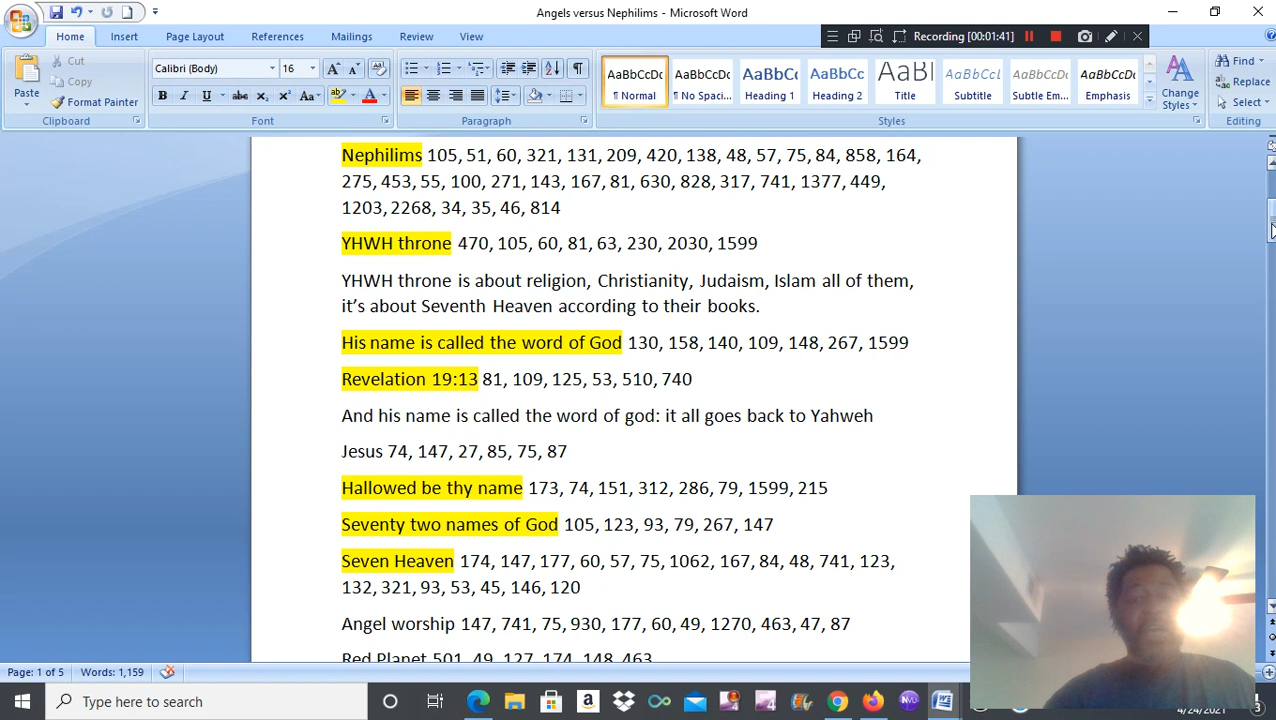 Angels versus Nephilims - Microsoft Word
Home Insert Page Layout References Mailings Review View
Recording [00:01:41]
Paste
Cut
Copy
Format Painter
Clipboard
Calibri (Body) 16
Font
Paragraph
AaBbCcDc AaBbCcDc AaBbCc AaBbCc AaBl AaBbCcL AaBbCcDc AaBbCcDc
¶ Normal ¶ No Spaci... Heading 1 Heading 2 Title Subtitle Subtle Em... Emphasis
Styles
Change Styles
Find
Replace
Select
Editing
Nephilims 105, 51, 60, 321, 131, 209, 420, 138, 48, 57, 75, 84, 858, 164,
275, 453, 55, 100, 271, 143, 167, 81, 630, 828, 317, 741, 1377, 449,
1203, 2268, 34, 35, 46, 814
YHWH throne 470, 105, 60, 81, 63, 230, 2030, 1599
YHWH throne is about religion, Christianity, Judaism, Islam all of them,
it's about Seventh Heaven according to their books.
His name is called the word of God 130, 158, 140, 109, 148, 267, 1599
Revelation 19:13 81, 109, 125, 53, 510, 740
And his name is called the word of god: it all goes back to Yahweh
Jesus 74, 147, 27, 85, 75, 87
Hallowed be thy name 173, 74, 151, 312, 286, 79, 1599, 215
Seventy two names of God 105, 123, 93, 79, 267, 147
Seven Heaven 174, 147, 177, 60, 57, 75, 1062, 167, 84, 48, 741, 123,
132, 321, 93, 53, 45, 146, 120
Angel worship 147, 741, 75, 930, 177, 60, 49, 1270, 463, 47, 87
Red Planet 501, 49, 127, 174, 148, 463
Page: 1 of 5 Words: 1,159
Type here to search
4/24/2021